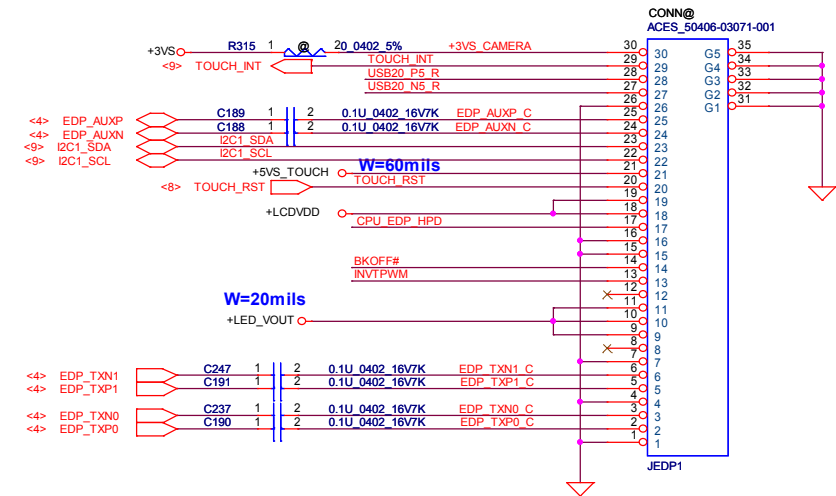 CONN@
ACES_50406-03071-001
+3VS R315 1 @ 2 0_0402_5% +3VS_CAMERA 30 30 G5 35
<9> TOUCH_INT TOUCH_INT 29 29 G4 34
USB20_P5_R 28 28 G3 33
USB20_N5_R 27 27 G2 32
26 26 G1 31
<4> EDP_AUXP C189 1 2 0.1U_0402_16V7K EDP_AUXP_C 25 25
<4> EDP_AUXN C188 1 2 0.1U_0402_16V7K EDP_AUXN_C 24 24
<9> I2C1_SDA I2C1_SDA 23 23
<9> I2C1_SCL I2C1_SCL 22 22
W=60mils
+5VS_TOUCH 21 21
<8> TOUCH_RST TOUCH_RST 20 20
19 19
+LCDVDD 18 18
CPU_EDP_HPD 17 17
16 16
15 15
BKOFF# 14 14
INVTPWM 13 13
12 12
W=20mils
11 11
+LED_VOUT 10 10
9 9
8 8
7 7
<4> EDP_TXN1 C247 1 2 0.1U_0402_16V7K EDP_TXN1_C 6 6
<4> EDP_TXP1 C191 1 2 0.1U_0402_16V7K EDP_TXP1_C 5 5
4 4
<4> EDP_TXN0 C237 1 2 0.1U_0402_16V7K EDP_TXN0_C 3 3
<4> EDP_TXP0 C190 1 2 0.1U_0402_16V7K EDP_TXP0_C 2 2
1 1
JEDP1